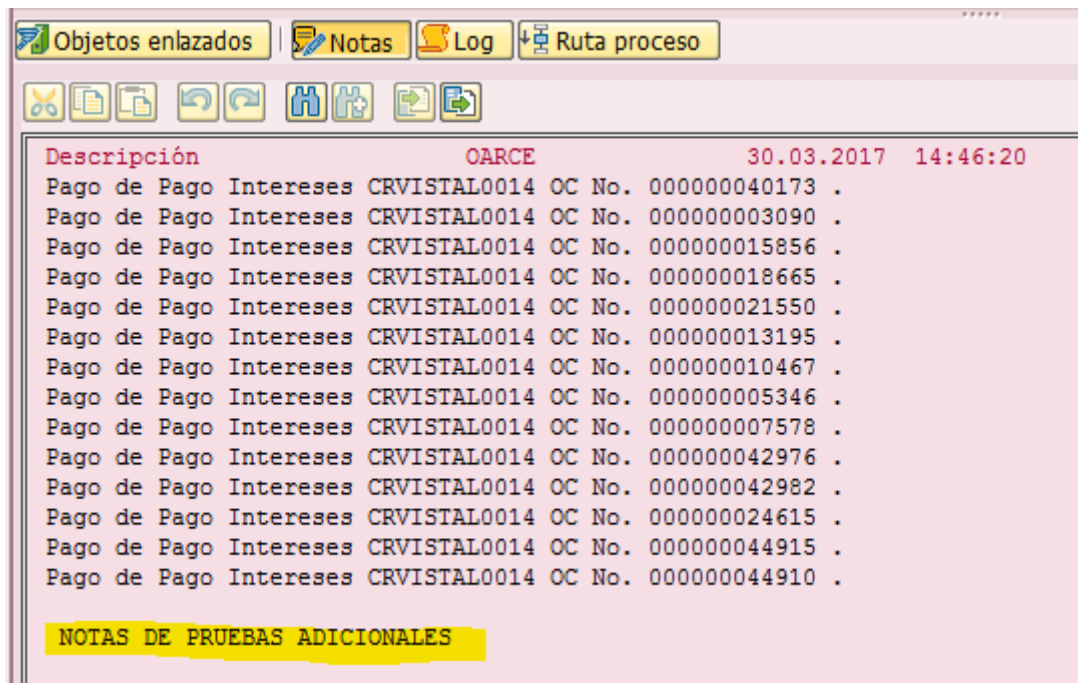 Objetos enlazados Notas Log Ruta proceso
Descripción OARCE 30.03.2017 14:46:20
Pago de Pago Intereses CRVISTAL0014 OC No. 000000040173 .
Pago de Pago Intereses CRVISTAL0014 OC No. 000000003090 .
Pago de Pago Intereses CRVISTAL0014 OC No. 000000015856 .
Pago de Pago Intereses CRVISTAL0014 OC No. 000000018665 .
Pago de Pago Intereses CRVISTAL0014 OC No. 000000021550 .
Pago de Pago Intereses CRVISTAL0014 OC No. 000000013195 .
Pago de Pago Intereses CRVISTAL0014 OC No. 000000010467 .
Pago de Pago Intereses CRVISTAL0014 OC No. 000000005346 .
Pago de Pago Intereses CRVISTAL0014 OC No. 000000007578 .
Pago de Pago Intereses CRVISTAL0014 OC No. 000000042976 .
Pago de Pago Intereses CRVISTAL0014 OC No. 000000042982 .
Pago de Pago Intereses CRVISTAL0014 OC No. 000000024615 .
Pago de Pago Intereses CRVISTAL0014 OC No. 000000044915 .
Pago de Pago Intereses CRVISTAL0014 OC No. 000000044910 .
NOTAS DE PRUEBAS ADICIONALES